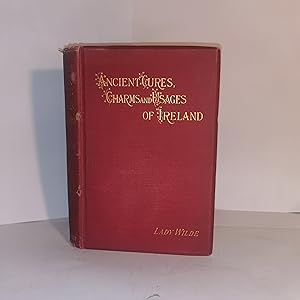 ANCIENT CURES,
CHARMS AND USAGES
OF IRELAND
LADY WILDE